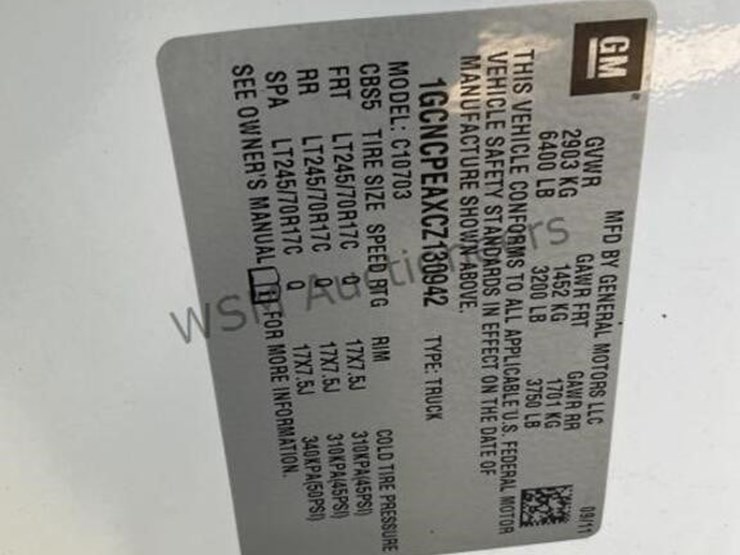 GM
MFD BY GENERAL MOTORS LLC 09/11
GVWR GAWR FRT GAWR RR
2903 KG 1452 KG 1701 KG
6400 LB 3200 LB 3750 LB
THIS VEHICLE CONFORMS TO ALL APPLICABLE U.S. FEDERAL MOTOR
VEHICLE SAFETY STANDARDS IN EFFECT ON THE DATE OF
MANUFACTURE SHOWN ABOVE.
1GCNCPEAXCZ130942 TYPE: TRUCK
MODEL: C10703
CBS5 TIRE SIZE SPEED RTG RIM COLD TIRE PRESSURE
FRT LT245/70R17C Q 17X7.5J 310KPA(45PSI)
RR LT245/70R17C Q 17X7.5J 310KPA(45PSI)
SPA LT245/70R17C Q 17X7.5J 340KPA(50PSI)
SEE OWNER'S MANUAL i FOR MORE INFORMATION.
WSM Auctioneers